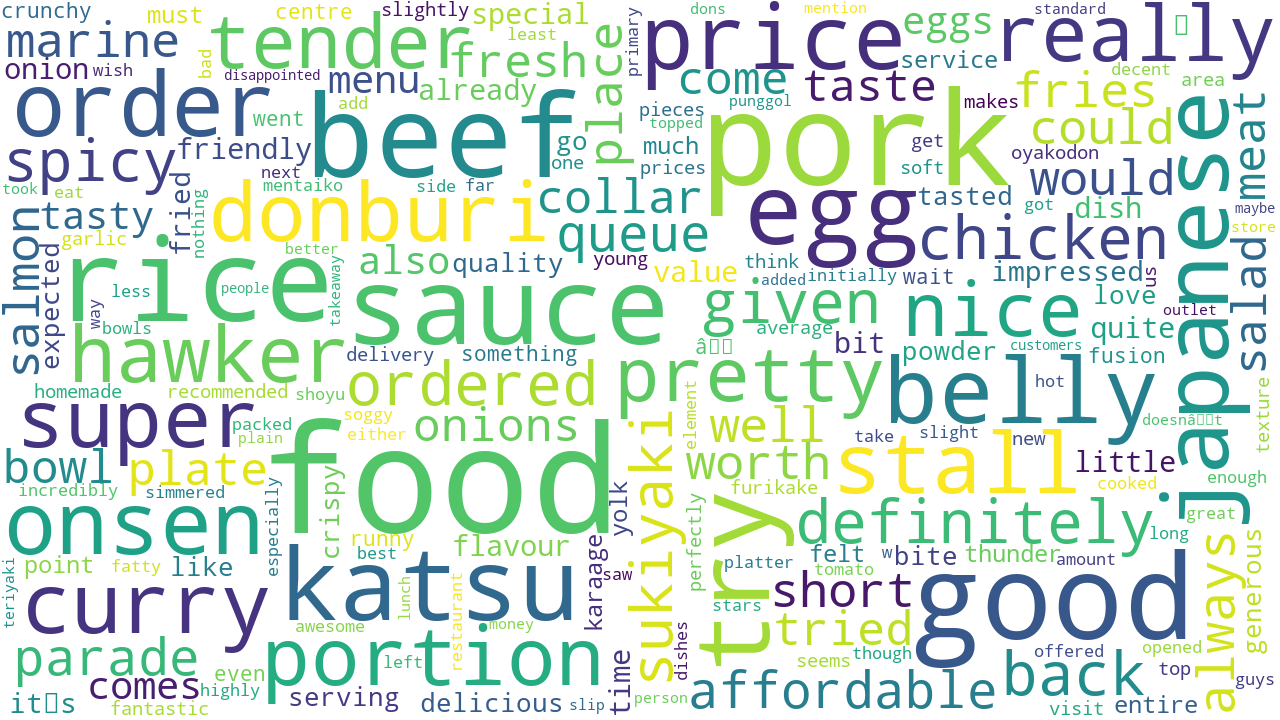 crunchy
must
centre
slightly
special
dons
mention
standard
marine
tender
least
primary
price
eggs
really
onion
wish
bad
disappointed
menu
fresh
place
come
service
taste
decent
area
order
add
already
beef
pieces
punggol
makes
fries
went
go
topped
pork
could
japanese
meat
spicy
friendly
one
much
get
oyakodon
next
prices
soft
would
took
eat
mentaiko
side
far
collar
egg
tasted
got
dish
maybe
salmon
tasty
fried
nothing
donburi
queue
chicken
store
garlic
better
also
quality
young
value
think
impressed
us
salad
expected
rice
people
takeaway
sauce
added
initially
wait
love
less
way
given
nice
outlet
bowls
average
quite
hawker
delivery
something
bit
powder
customers
fusion
homemade
recommended
shoyu
ordered
pretty
belly
hot
texture
super
packed
plain
soggy
either
onions
element
well
take
slight
new
bowl
plate
food
sukiyaki
worth
stall
little
incredibly
simmered
crispy
yolk
furikake
cooked
enough
onsen
especially
runny
flavour
perfectly
try
definitely
long
great
point
fatty
like
best
karaage
saw
platter
felt
w
bite
thunder
amount
always
generous
teriyaki
curry
katsu
lunch
stars
tomato
short
good
parade
awesome
money
restaurant
dishes
tried
offered
opened
even
portion
left
time
seems
though
back
top
guys
comes
highly
serving
delicious
slip
person
affordable
visit
entire
fantastic